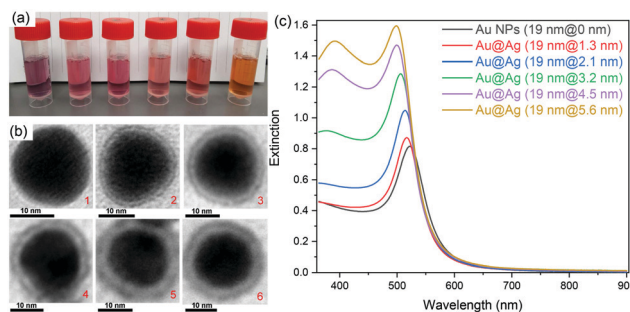 (a)
(b)
1
10 nm
2
10 nm
3
10 nm
4
10 nm
5
10 nm
6
10 nm
(c)
1.6
1.4
1.2
1.0
0.8
0.6
0.4
0.2
0.0
Extinction
400
500
600
700
800
90
Wavelength (nm)
Au NPs (19 nm@0 nm)
Au@Ag (19 nm@1.3 nm)
Au@Ag (19 nm@2.1 nm)
Au@Ag (19 nm@3.2 nm)
Au@Ag (19 nm@4.5 nm)
Au@Ag (19 nm@5.6 nm)